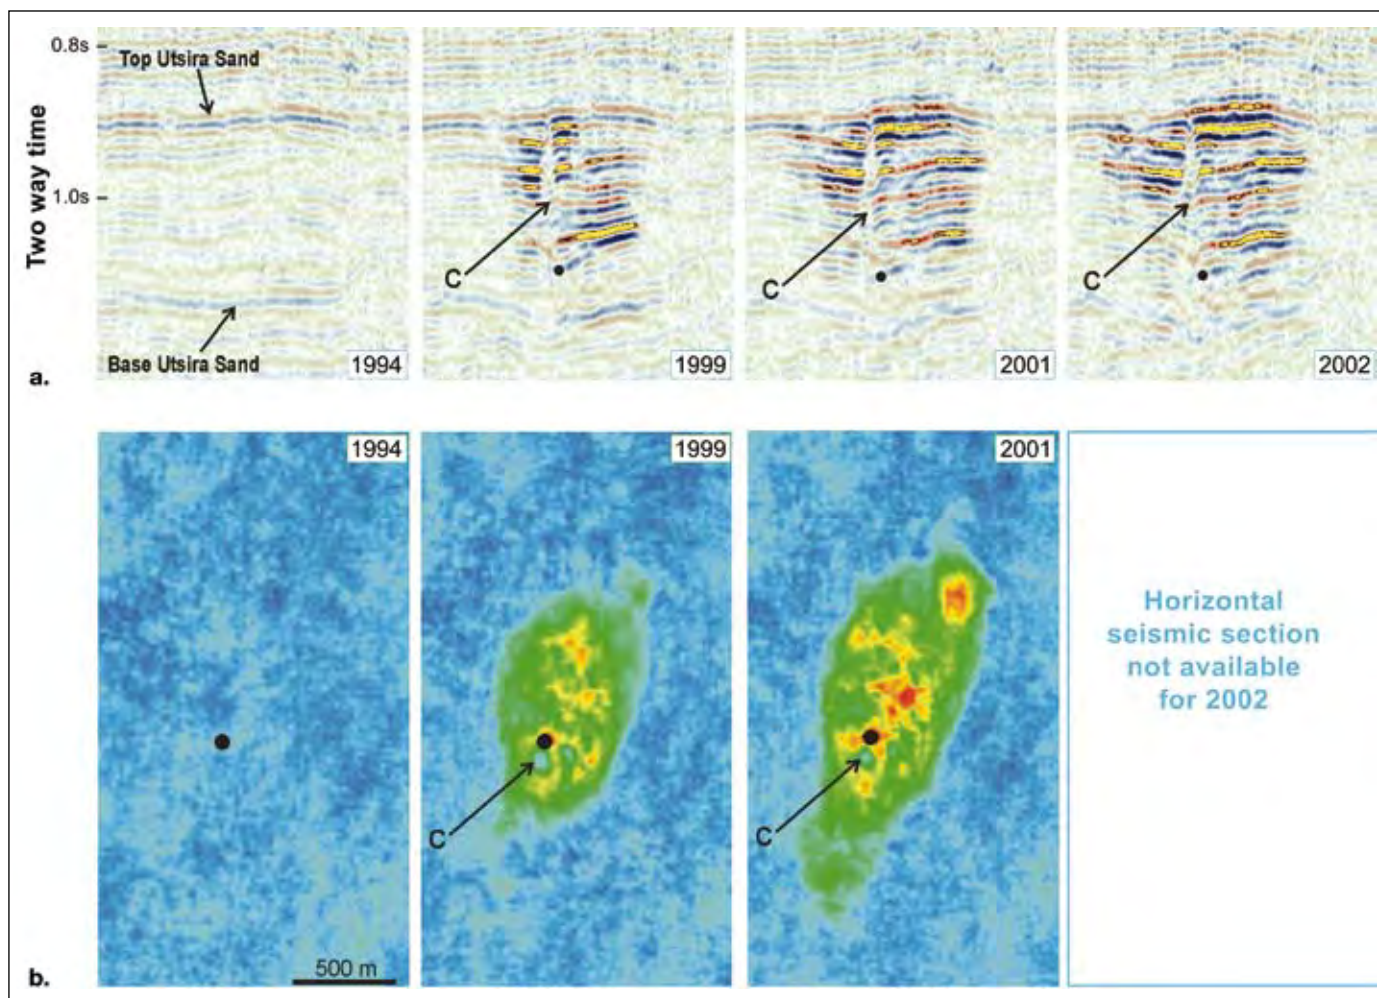 0.8s
Top Utsira Sand
Two way time
1.0s
C
C
C
Base Utsira Sand
1994
1999
2001
2002
a.
1994
1999
2001
Horizontal
seismic section
not available
for 2002
C
C
500 m
b.